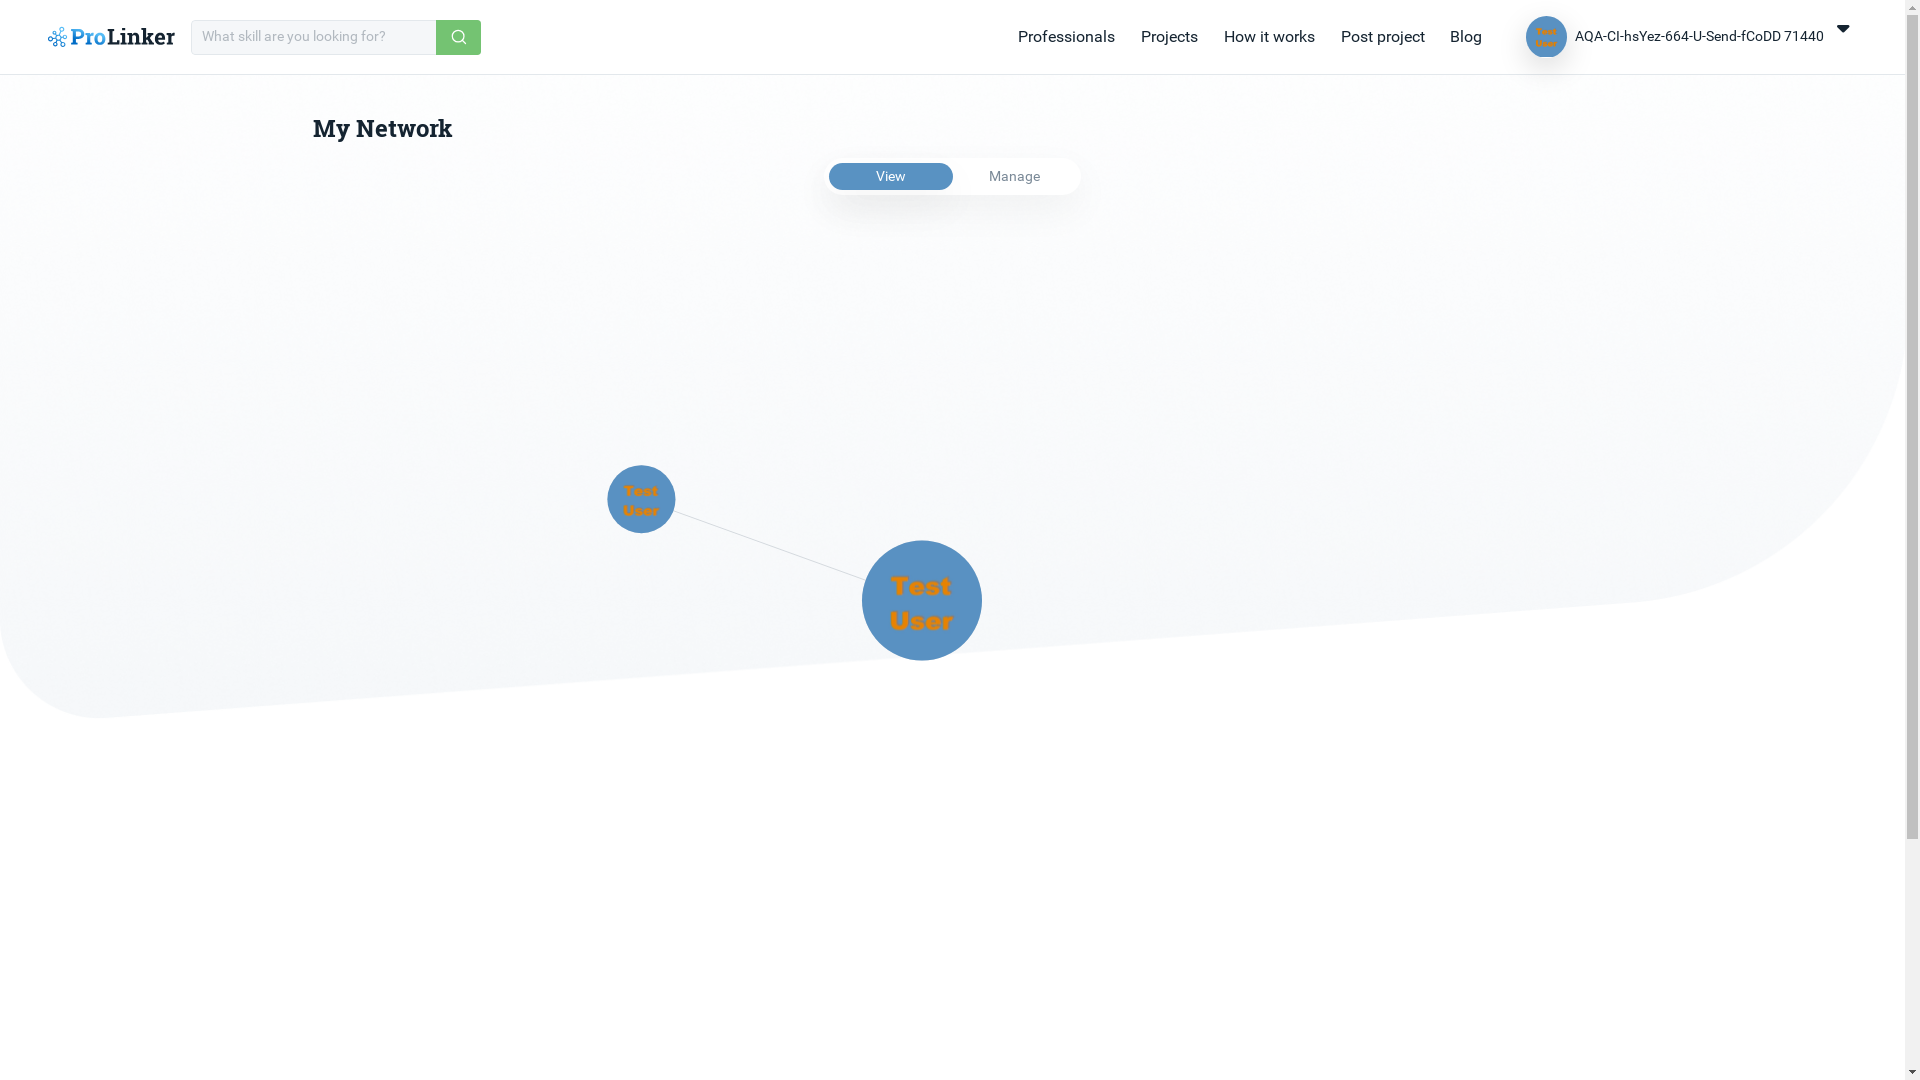 ProLinker
What skill are you looking for?
Professionals
Projects
How it works
Post project
Blog
Test
User
AQA-CI-hsYez-664-U-Send-fCoDD 71440
My Network
View
Manage
Test
User
Test
User